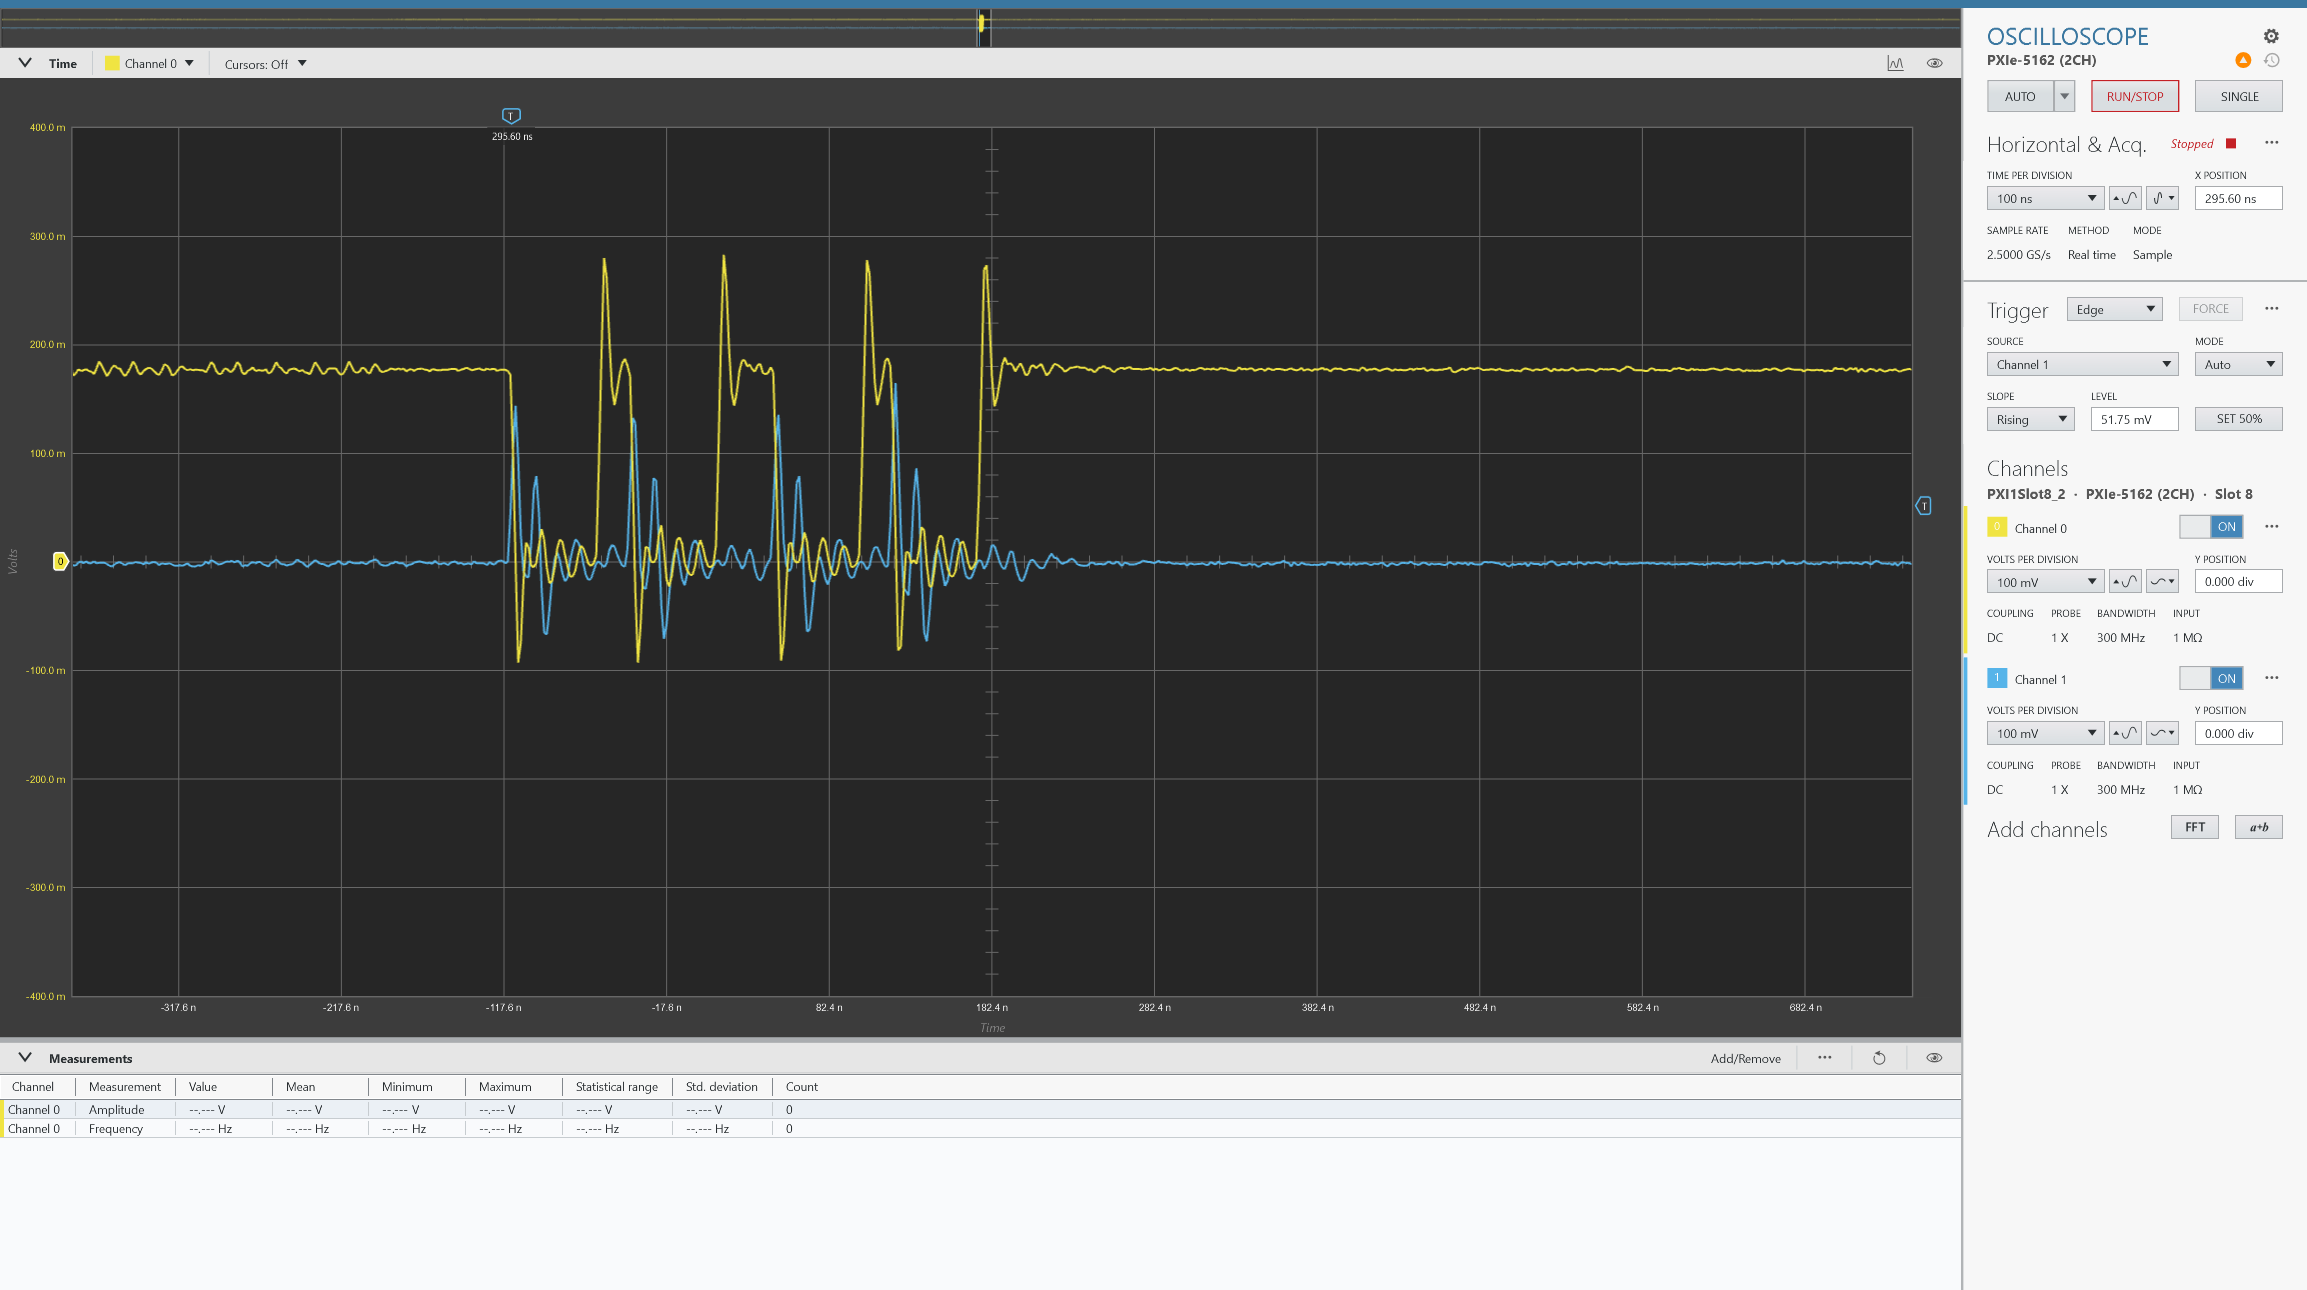 OSCILLOSCOPE
PXIe-5162 (2CH)
AUTO RUN/STOP SINGLE
Time Channel 0 Cursors: Off
T
295.60 ns
400.0 m
300.0 m
200.0 m
100.0 m
0
-100.0 m
-200.0 m
-300.0 m
-400.0 m
Volts
T
-317.6 n -217.6 n -117.6 n -17.6 n 82.4 n 182.4 n 282.4 n 382.4 n 482.4 n 582.4 n 682.4 n
Time
Horizontal & Acq. Stopped ···
TIME PER DIVISION X POSITION
100 ns 295.60 ns
SAMPLE RATE METHOD MODE
2.5000 GS/s Real time Sample
Trigger Edge FORCE ···
SOURCE MODE
Channel 1 Auto
SLOPE LEVEL
Rising 51.75 mV SET 50%
Channels
PXI1Slot8_2 · PXIe-5162 (2CH) · Slot 8
0 Channel 0 ON ···
VOLTS PER DIVISION Y POSITION
100 mV 0.000 div
COUPLING PROBE BANDWIDTH INPUT
DC 1 X 300 MHz 1 MΩ
1 Channel 1 ON ···
VOLTS PER DIVISION Y POSITION
100 mV 0.000 div
COUPLING PROBE BANDWIDTH INPUT
DC 1 X 300 MHz 1 MΩ
Add channels FFT a+b
Measurements Add/Remove ···
Channel Measurement Value Mean Minimum Maximum Statistical range Std. deviation Count
Channel 0 Amplitude --.--- V --.--- V --.--- V --.--- V --.--- V --.--- V 0
Channel 0 Frequency --.--- Hz --.--- Hz --.--- Hz --.--- Hz --.--- Hz --.--- Hz 0